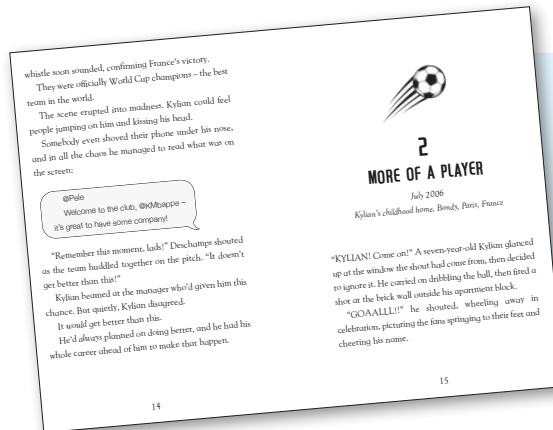 whistle soon sounded, confirming France's victory.
They were officially World Cup champions – the best
team in the world.
The scene erupted into madness. Kylian could feel
people jumping on him and kissing his head.
Somebody even shoved their phone under his nose,
and in all the chaos he managed to read what was on
the screen:
@Pele
Welcome to the club, @KMbappe –
it's great to have some company!
“Remember this moment, lads!” Deschamps shouted
as the team huddled together on the pitch. “It doesn't
get better than this!”
Kylian beamed at the manager who'd given him this
chance. But quietly, Kylian disagreed.
It would get better than this.
He'd always planned on doing better, and he had his
whole career ahead of him to make that happen.
14
2
MORE OF A PLAYER
July 2006
Kylian's childhood home, Bondy, Paris, France
“KYLIAN! Come on!” A seven-year-old Kylian glanced
up at the window the shout had come from, then decided
to ignore it. He carried on dribbling the ball, then fired a
shot at the brick wall outside his apartment block.
“GOAALLL!!” he shouted, wheeling away in
celebration, picturing the fans springing to their feet and
cheering his name.
15